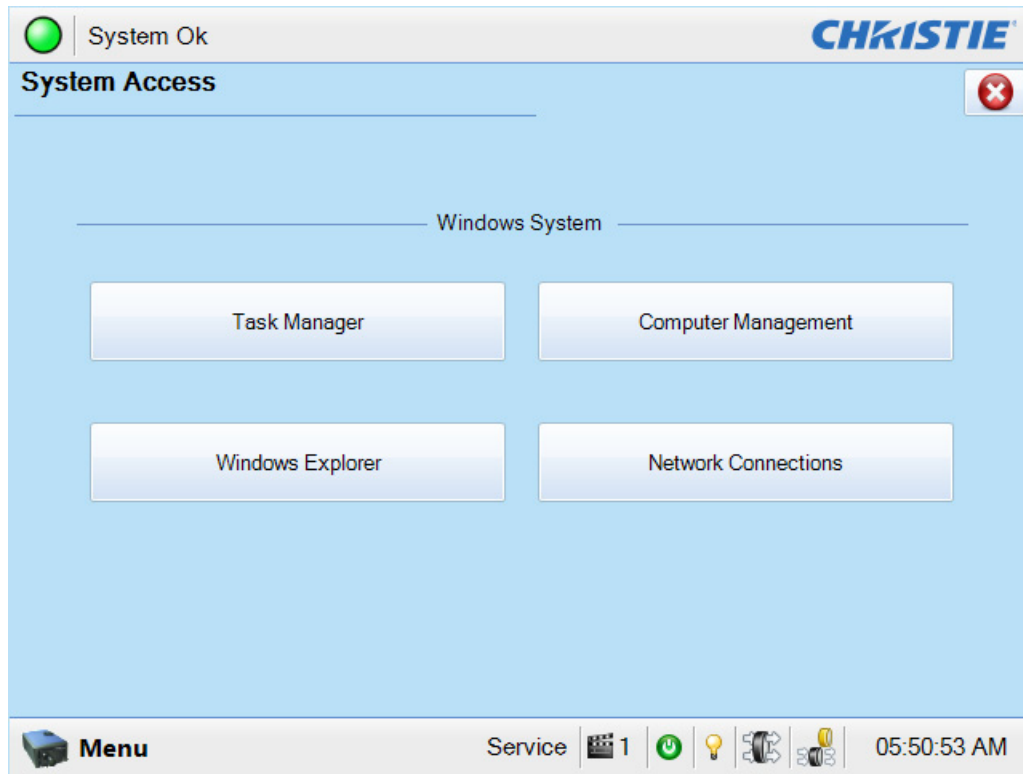 System Ok
CHRISTIE
System Access
Windows System
Task Manager
Computer Management
Windows Explorer
Network Connections
Menu
Service
1
05:50:53 AM